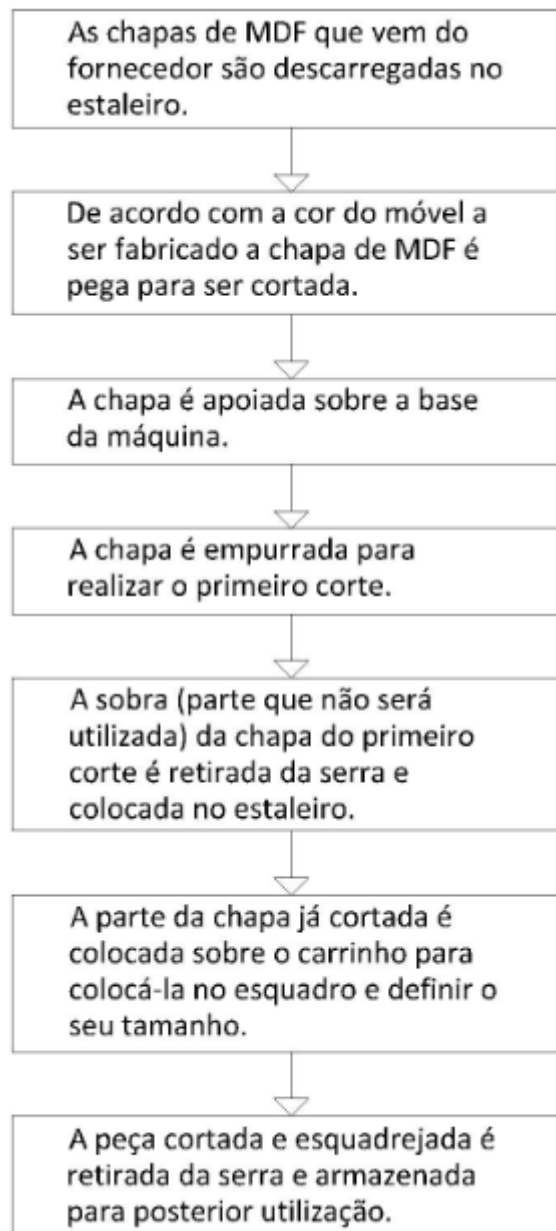 As chapas de MDF que vem do
fornecedor são descarregadas no
estaleiro.
De acordo com a cor do móvel a
ser fabricado a chapa de MDF é
pega para ser cortada.
A chapa é apoiada sobre a base
da máquina.
A chapa é empurrada para
realizar o primeiro corte.
A sobra (parte que não será
utilizada) da chapa do primeiro
corte é retirada da serra e
colocada no estaleiro.
A parte da chapa já cortada é
colocada sobre o carrinho para
colocá-la no esquadro e definir o
seu tamanho.
A peça cortada e esquadrejada é
retirada da serra e armazenada
para posterior utilização.